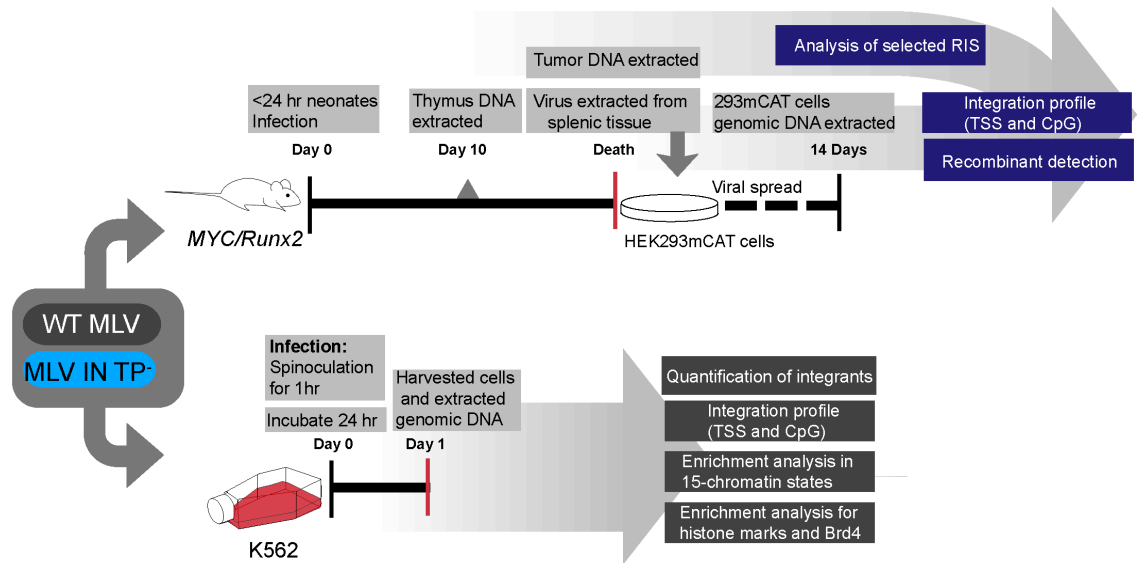 Analysis of selected RIS
Tumor DNA extracted
<24 hr neonates
Infection
Thymus DNA
extracted
Virus extracted from
splenic tissue
293mCAT cells
genomic DNA extracted
Integration profile
(TSS and CpG)
Recombinant detection
Day 0
Day 10
Death
14 Days
Viral spread
MYC/Runx2
HEK293mCAT cells
WT MLV
MLV IN TP-
Infection:
Spinoculation
for 1hr
Incubate 24 hr
Harvested cells
and extracted
genomic DNA
Day 0
Day 1
K562
Quantification of integrants
Integration profile
(TSS and CpG)
Enrichment analysis in
15-chromatin states
Enrichment analysis for
histone marks and Brd4